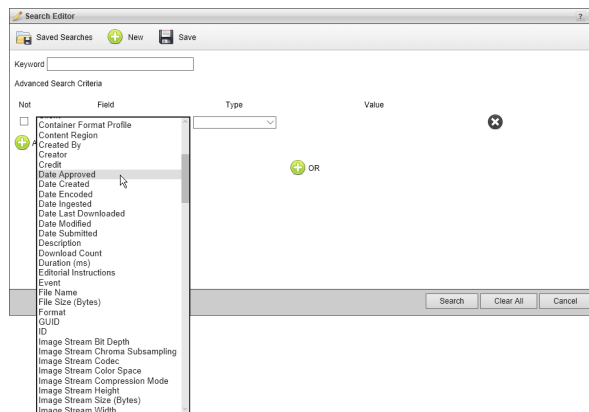 Search Editor ?
Saved Searches New Save
Keyword
Advanced Search Criteria
Not Field Type Value
Container Format Profile
Content Region
Created By
Creator
Credit
Date Approved
OR
Date Created
Date Encoded
Date Ingested
Date Last Downloaded
Date Modified
Date Submitted
Description
Download Count
Duration (ms)
Editorial Instructions
Event
File Name
File Size (Bytes)
Search Clear All Cancel
Format
GUID
ID
Image Stream Bit Depth
Image Stream Chroma Subsampling
Image Stream Codec
Image Stream Color Space
Image Stream Compression Mode
Image Stream Height
Image Stream Size (Bytes)
Image Stream Width